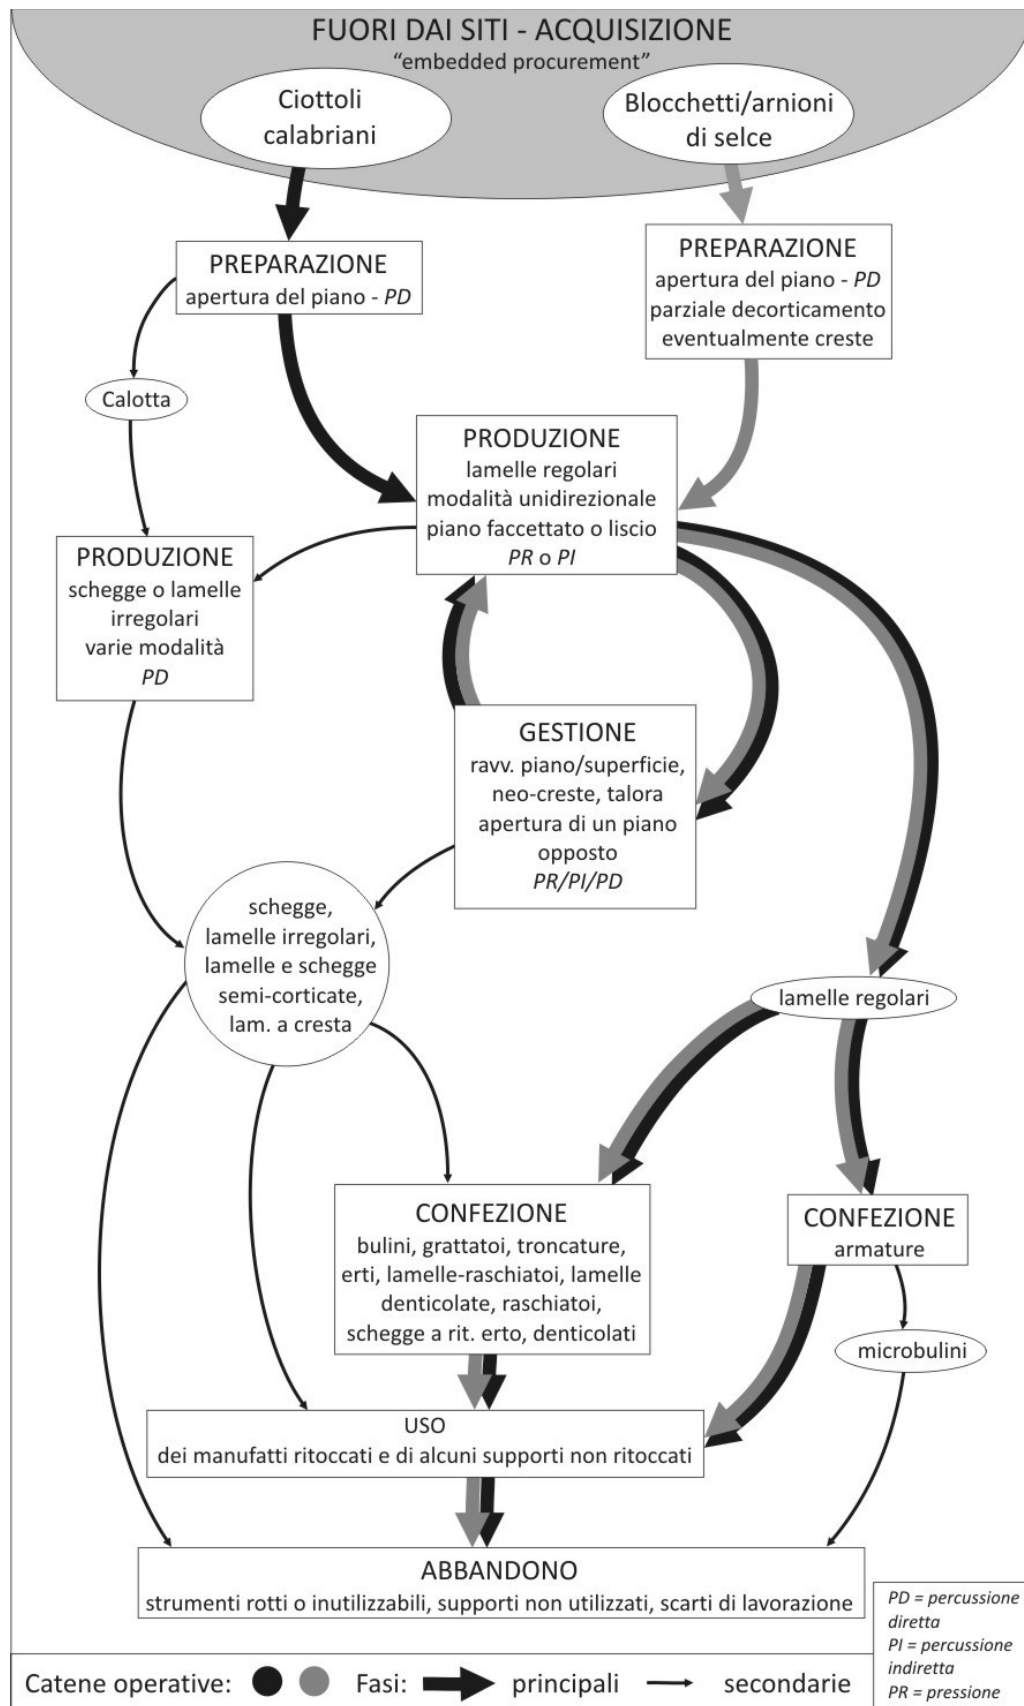 FUORI DAI SITI - ACQUISIZIONE
“embedded procurement”
Ciottoli
calabriani
Blocchetti/arnioni
di selce
PREPARAZIONE
apertura del piano - PD
PREPARAZIONE
apertura del piano - PD
parziale decorticamento
eventualmente creste
Calotta
PRODUZIONE
lamelle regolari
modalità unidirezionale
piano faccettato o liscio
PR o PI
PRODUZIONE
schegge o lamelle
irregolari
varie modalità
PD
GESTIONE
ravv. piano/superficie,
neo-creste, talora
apertura di un piano
opposto
PR/PI/PD
schegge,
lamelle irregolari,
lamelle e schegge
semi-corticate,
lam. a cresta
lamelle regolari
CONFEZIONE
bulini, grattatoi, troncature,
erti, lamelle-raschiatoi, lamelle
denticolate, raschiatoi,
schegge a rit. erto, denticolati
CONFEZIONE
armature
microbulini
USO
dei manufatti ritoccati e di alcuni supporti non ritoccati
ABBANDONO
strumenti rotti o inutilizzabili, supporti non utilizzati, scarti di lavorazione
PD = percussione
diretta
PI = percussione
indiretta
PR = pressione
Catene operative: Fasi: principali secondarie